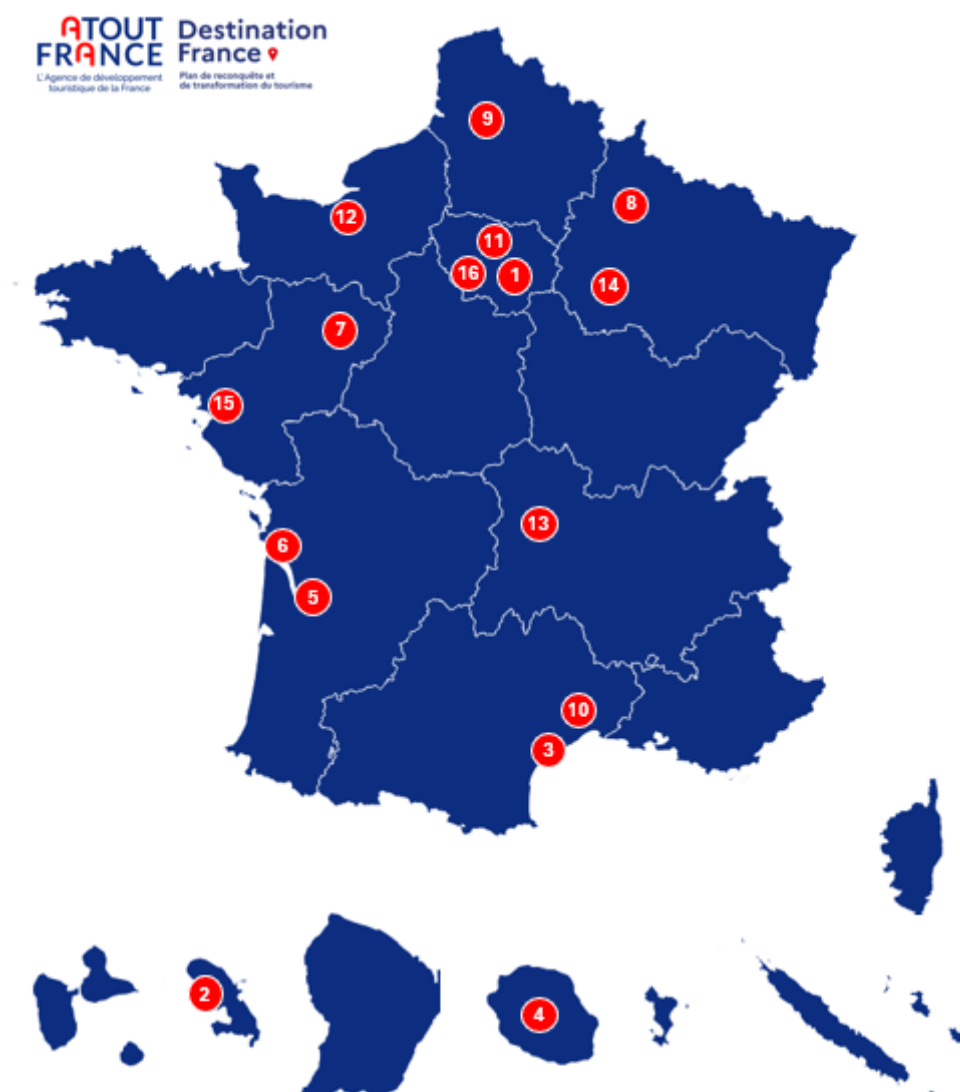 ATOUT
FRANCE
L'Agence de développement
touristique de la France
Destination
France
Plan de reconquête et
de transformation du tourisme
9
8
12
11
16
1
14
7
15
13
6
5
10
3
2
4